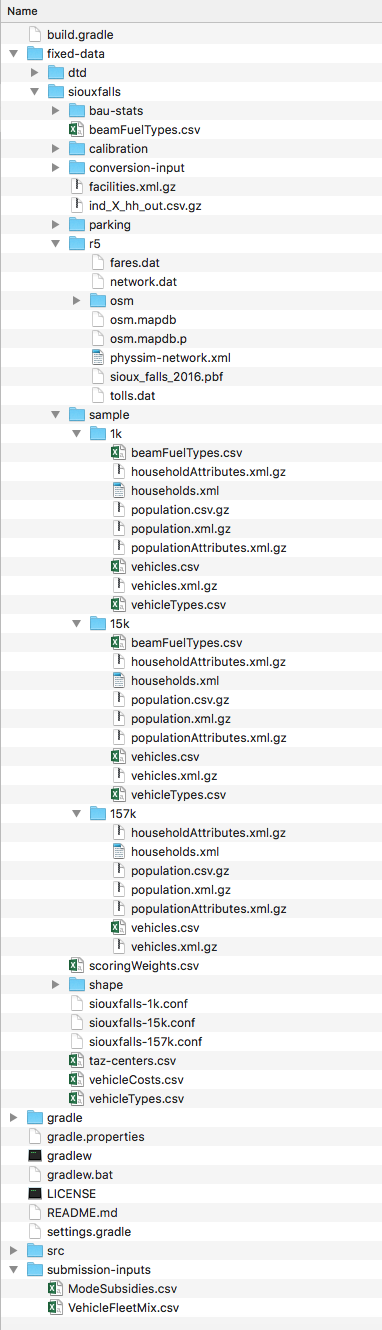 Name
build.gradle
fixed-data
dtd
siouxfalls
bau-stats
beamFuelTypes.csv
calibration
conversion-input
facilities.xml.gz
ind_X_hh_out.csv.gz
parking
r5
fares.dat
network.dat
osm
osm.mapdb
osm.mapdb.p
physsim-network.xml
sioux_falls_2016.pbf
tolls.dat
sample
1k
beamFuelTypes.csv
householdAttributes.xml.gz
households.xml
population.csv.gz
population.xml.gz
populationAttributes.xml.gz
vehicles.csv
vehicles.xml.gz
vehicleTypes.csv
15k
beamFuelTypes.csv
householdAttributes.xml.gz
households.xml
population.csv.gz
population.xml.gz
populationAttributes.xml.gz
vehicles.csv
vehicles.xml.gz
vehicleTypes.csv
157k
householdAttributes.xml.gz
households.xml
population.csv.gz
population.xml.gz
populationAttributes.xml.gz
vehicles.csv
vehicles.xml.gz
scoringWeights.csv
shape
siouxfalls-1k.conf
siouxfalls-15k.conf
siouxfalls-157k.conf
taz-centers.csv
vehicleCosts.csv
vehicleTypes.csv
gradle
gradle.properties
gradlew
gradlew.bat
LICENSE
README.md
settings.gradle
src
submission-inputs
ModeSubsidies.csv
VehicleFleetMix.csv